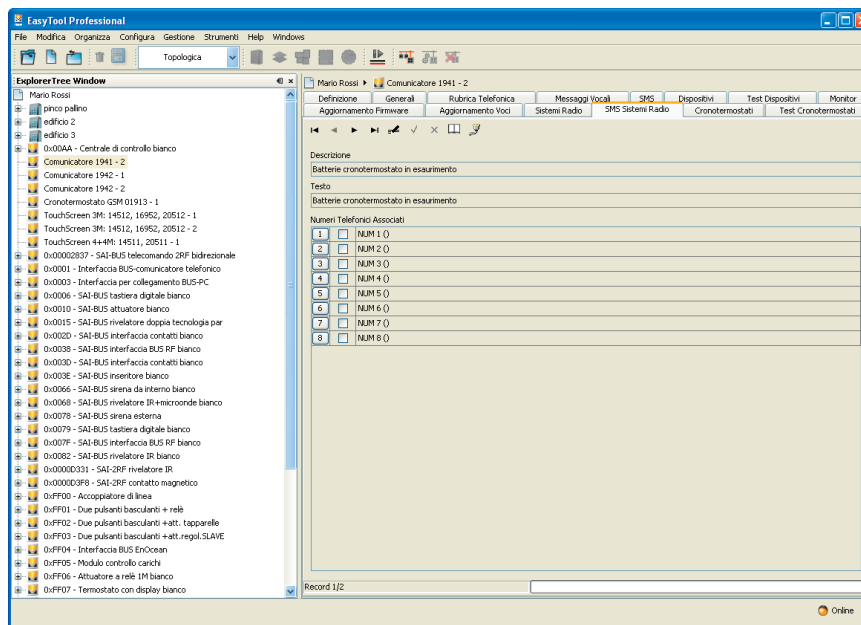 EasyTool Professional
File Modifica Organizza Configura Gestione Strumenti Help Windows
Topologica
ExplorerTree Window
Mario Rossi
pinco pallino
edificio 2
edificio 3
0x00AA - Centrale di controllo bianco
Comunicatore 1941 - 2
Comunicatore 1942 - 1
Comunicatore 1942 - 2
Cronotermostato GSM 01913 - 1
TouchScreen 3M: 14512, 16952, 20512 - 1
TouchScreen 3M: 14512, 16952, 20512 - 2
TouchScreen 4+4M: 14511, 20511 - 1
0x00002837 - SAI-BUS telecomando 2RF bidirezionale
0x0001 - Interfaccia BUS-comunicatore telefonico
0x0003 - Interfaccia per collegamento BUS-PC
0x0006 - SAI-BUS tastiera digitale bianco
0x0010 - SAI-BUS attuatore bianco
0x0015 - SAI-BUS rivelatore doppia tecnologia par
0x002D - SAI-BUS interfaccia contatti bianco
0x0038 - SAI-BUS interfaccia BUS RF bianco
0x003D - SAI-BUS interfaccia contatti bianco
0x003E - SAI-BUS inseritore bianco
0x0066 - SAI-BUS sirena da interno bianco
0x0068 - SAI-BUS rivelatore IR+microonde bianco
0x0078 - SAI-BUS sirena esterna
0x0079 - SAI-BUS tastiera digitale bianco
0x007F - SAI-BUS interfaccia BUS RF bianco
0x0082 - SAI-BUS rivelatore IR bianco
0x0000D331 - SAI-2RF rivelatore IR
0x0000D3F8 - SAI-2RF contatto magnetico
0xFF00 - Accoppiatore di linea
0xFF01 - Due pulsanti basculanti + relè
0xFF02 - Due pulsanti basculanti +att. tapparelle
0xFF03 - Due pulsanti basculanti +att.regol.SLAVE
0xFF04 - Interfaccia BUS EnOcean
0xFF05 - Modulo controllo carichi
0xFF06 - Attuatore a relè 1M bianco
0xFF07 - Termostato con display bianco
Mario Rossi Comunicatore 1941 - 2
Definizione Generali Rubrica Telefonica Messaggi Vocali SMS Dispositivi Test Dispositivi Monitor
Aggiornamento Firmware Aggiornamento Voci Sistemi Radio SMS Sistemi Radio Cronotermostati Test Cronotermostati
Descrizione
Batterie cronotermostato in esaurimento
Testo
Batterie cronotermostato in esaurimento
Numeri Telefonici Associati
1 NUM 1 ()
2 NUM 2 ()
3 NUM 3 ()
4 NUM 4 ()
5 NUM 5 ()
6 NUM 6 ()
7 NUM 7 ()
8 NUM 8 ()
Record 1/2
Online